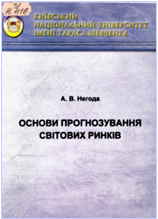 КИЇВСЬКИЙ
НАЦІОНАЛЬНИЙ УНІВЕРСИТЕТ
ІМЕНІ ТАРАСА ШЕВЧЕНКА
А. В. Негода
ОСНОВИ ПРОГНОЗУВАННЯ
СВІТОВИХ РИНКІВ